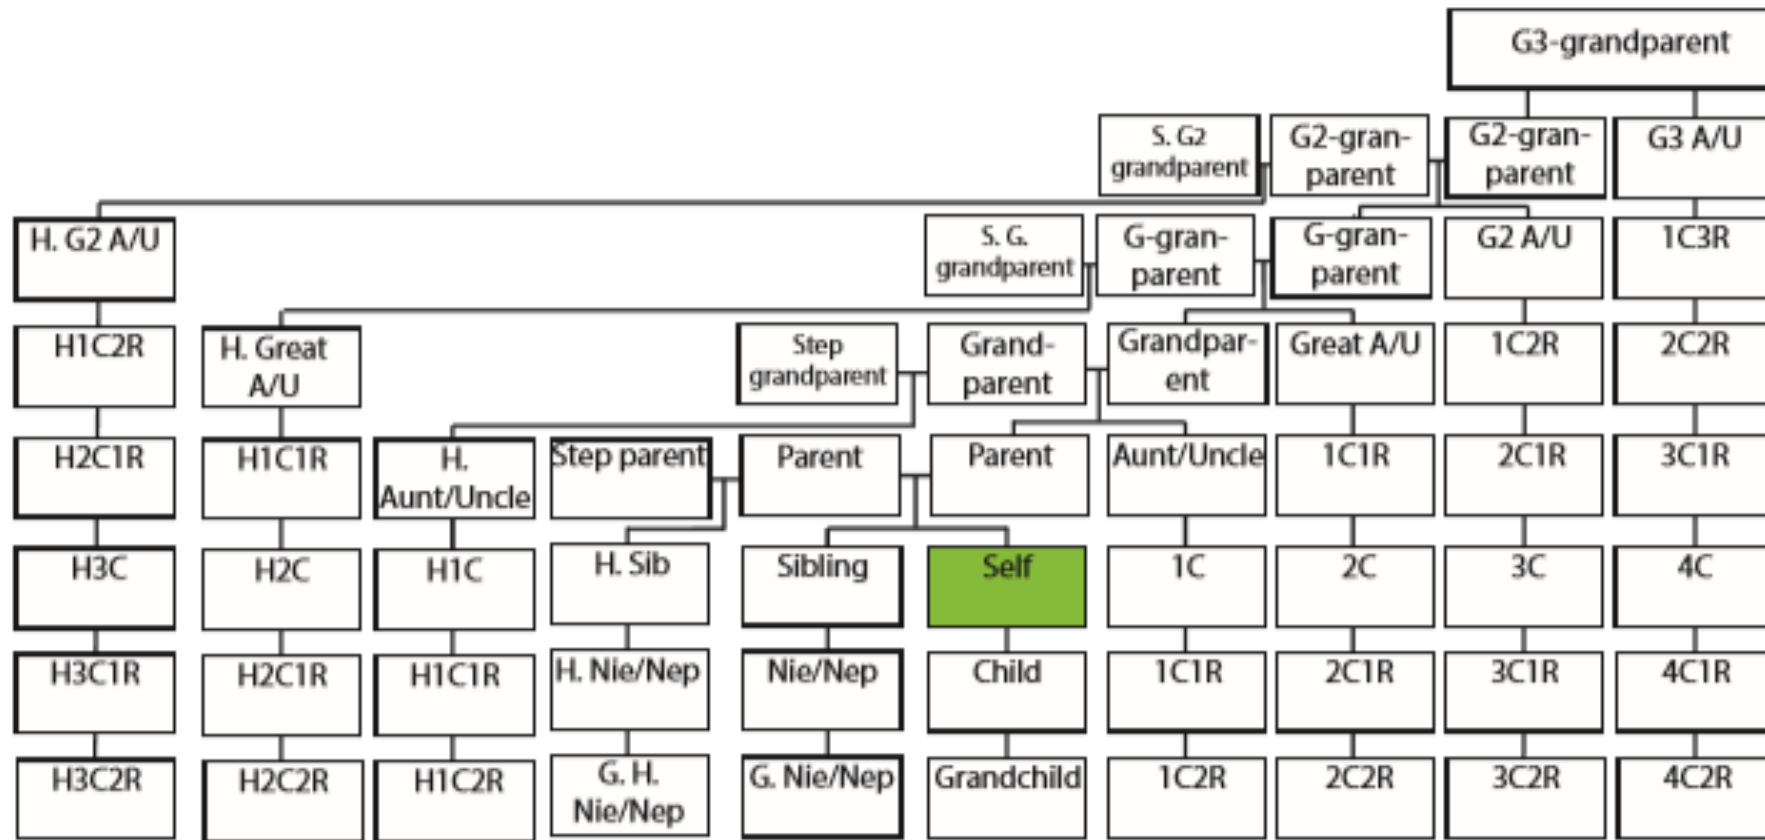 G3-grandparent
S. G2
grandparent
G2-gran-
parent
G2-gran-
parent
G3 A/U
H. G2 A/U
S. G.
grandparent
G-gran-
parent
G-gran-
parent
G2 A/U
1C3R
H1C2R
H. Great
A/U
Step
grandparent
Grand-
parent
Grandpar-
ent
Great A/U
1C2R
2C2R
H2C1R
H1C1R
H.
Aunt/Uncle
Step parent
Parent
Parent
Aunt/Uncle
1C1R
2C1R
3C1R
H3C
H2C
H1C
H. Sib
Sibling
Self
1C
2C
3C
4C
H3C1R
H2C1R
H1C1R
H. Nie/Nep
Nie/Nep
Child
1C1R
2C1R
3C1R
4C1R
H3C2R
H2C2R
H1C2R
G. H.
Nie/Nep
G. Nie/Nep
Grandchild
1C2R
2C2R
3C2R
4C2R